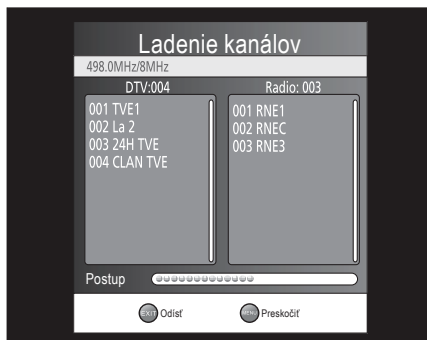 Ladenie kanálov
498.0MHz/8MHz
DTV:004
Radio: 003
001 TVE1
002 La 2
003 24H TVE
004 CLAN TVE
001 RNE1
002 RNEC
003 RNE3
Postup
EXIT Odísť
MENU Preskočiť